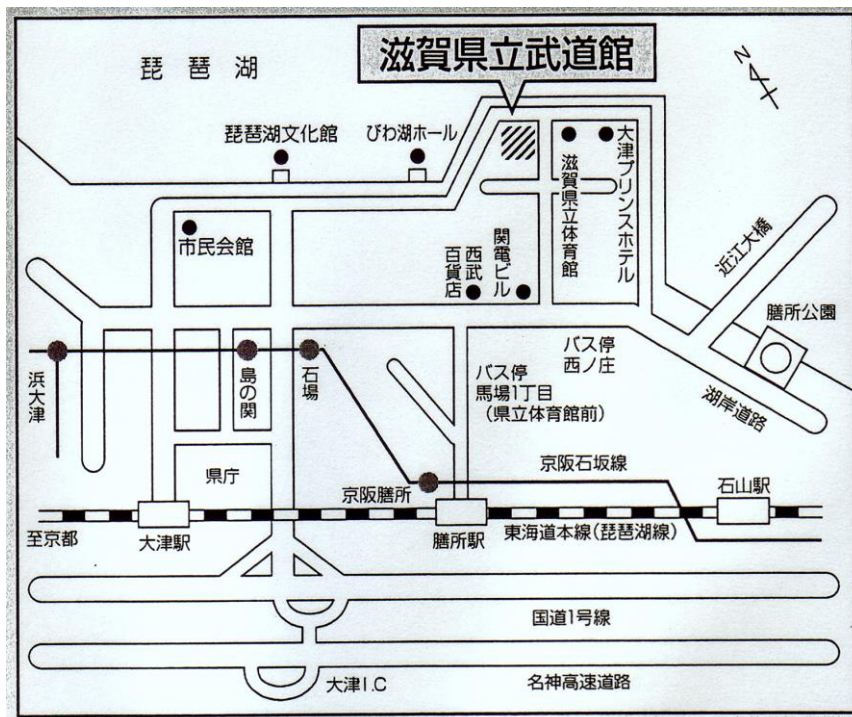 滋賀県立武道館
琵琶湖
N
琵琶湖文化館
びわ湖ホール
滋賀県立体育館
大津プリンスホテル
市民会館
西武
百貨店
関電ビル
近江大橋
膳所公園
浜大津
島の関
石場
バス停
馬場1丁目
(県立体育館前)
バス停
西ノ庄
湖岸道路
県庁
京阪膳所
京阪石坂線
石山駅
至京都
大津駅
膳所駅
東海道本線(琵琶湖線)
国道1号線
大津I.C
名神高速道路